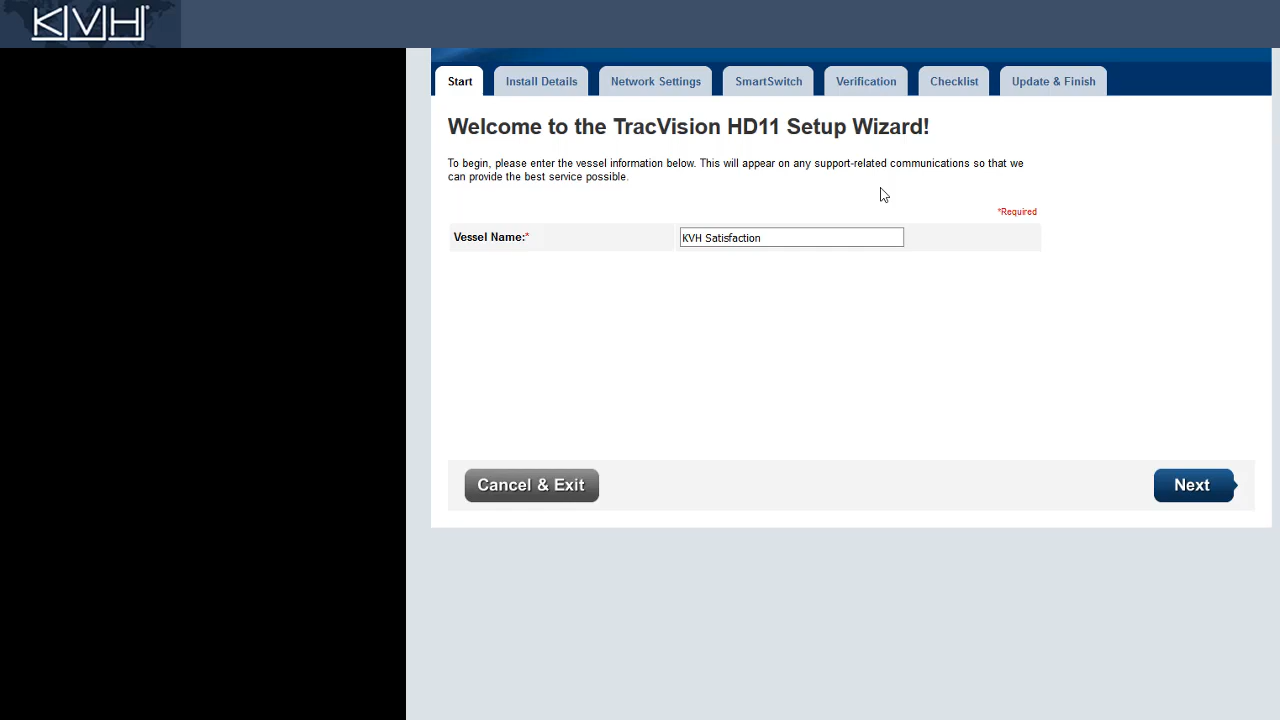 KVH
Start Install Details Network Settings SmartSwitch Verification Checklist Update & Finish
Welcome to the TracVision HD11 Setup Wizard!
To begin, please enter the vessel information below. This will appear on any support-related communications so that we
can provide the best service possible.
*Required
Vessel Name:* KVH Satisfaction
Cancel & Exit Next